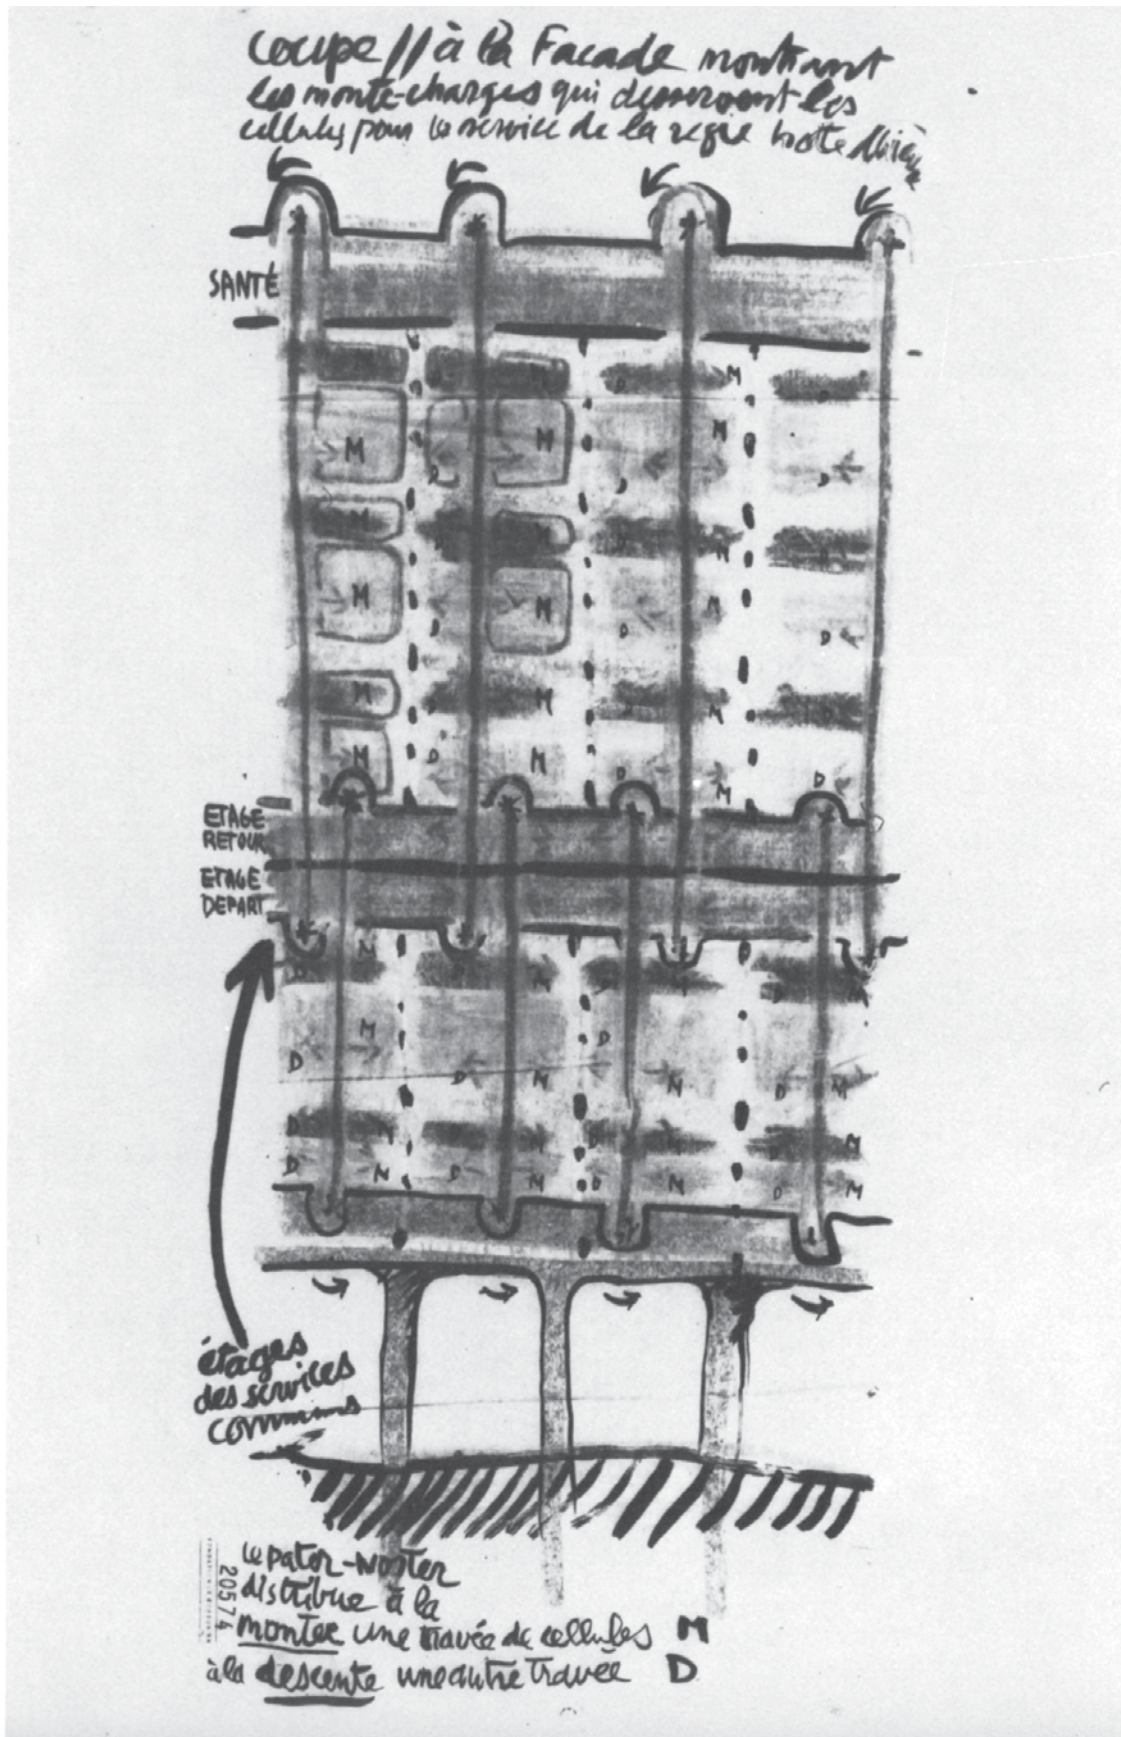 coupe // à la Facade montrant
les monte-charges qui desservent les
cellules pour le service de la régie
SANTÉ
M
M
M
M
M
M
M
M
M
M
M
D
D
D
D
ETAGE
RETOUR
ETAGE
DEPART
M
D
M
D
D
M
M
D
M
D
D
M
D
M
M
D
M
étages
des services
communs
20574
Le pater-Noster
distribue à la
montée une travée de cellules M
à la descente une autre travée D